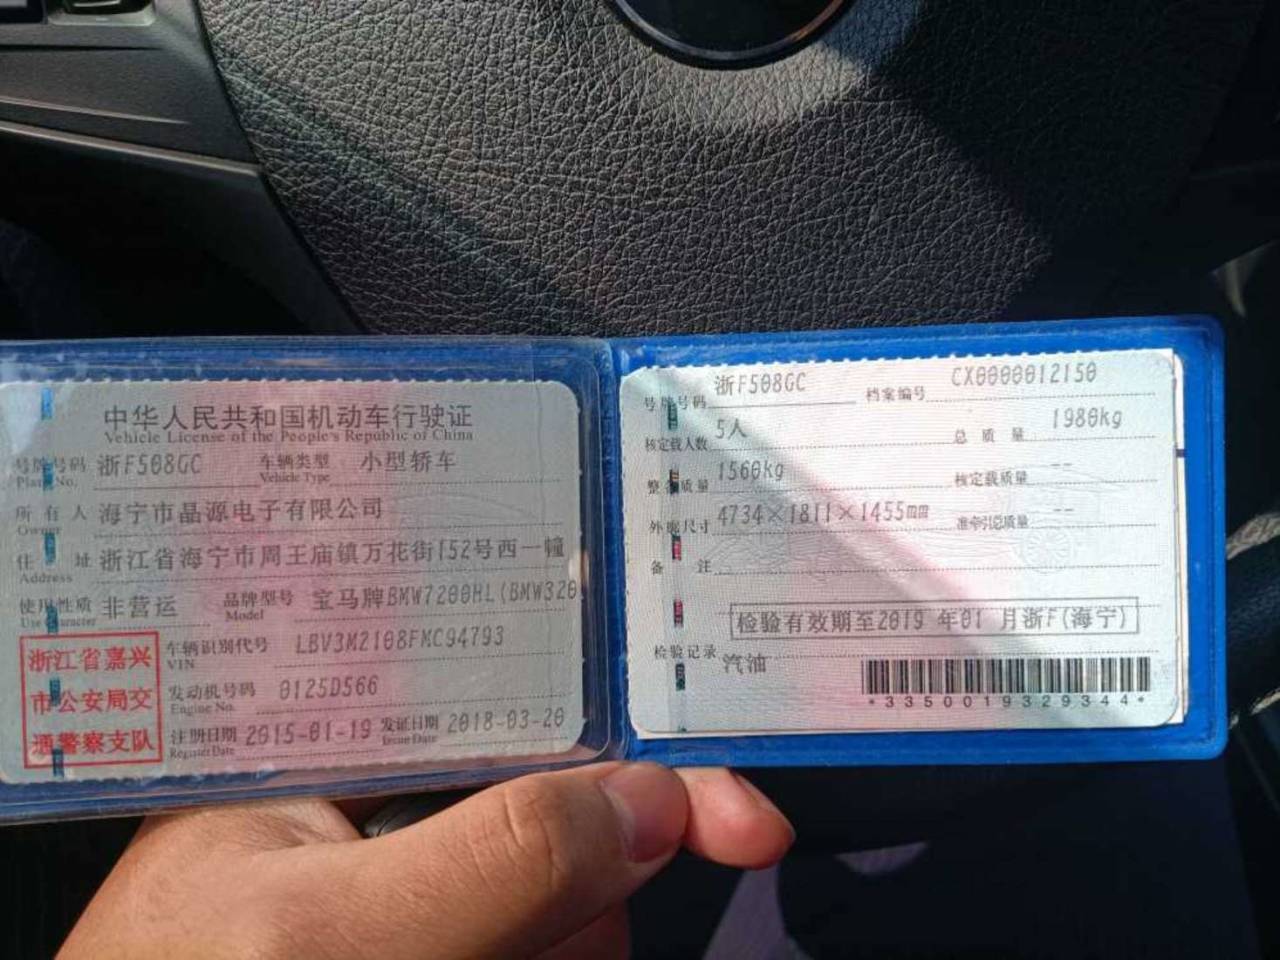 中华人民共和国机动车行驶证
Vehicle License of the People's Republic of China
号牌号码 浙F508GC 车辆类型 小型轿车
Plate No. Vehicle Type
所有人 海宁市晶源电子有限公司
Owner
住址 浙江省海宁市周王庙镇万花街152号西一幢
Address
使用性质 非营运 品牌型号 宝马牌BMW7200HL(BMW320
Use Character Model
浙江省嘉兴
市公安局交
通警察支队
车辆识别代号 LBV3M2108FMC94793
VIN
发动机号码 0125D566
Engine No.
注册日期 2015-01-19 发证日期 2018-03-20
Register Date Issue Date
号牌号码 浙F508GC 档案编号 CX0000012150
核定载人数 5人 总质量 1980kg
整备质量 1560kg 核定载质量 --
外廓尺寸 4734×1811×1455mm 准牵引总质量 --
备注
检验有效期至2019年01月浙F(海宁)
检验记录
汽油
*3350019329344*